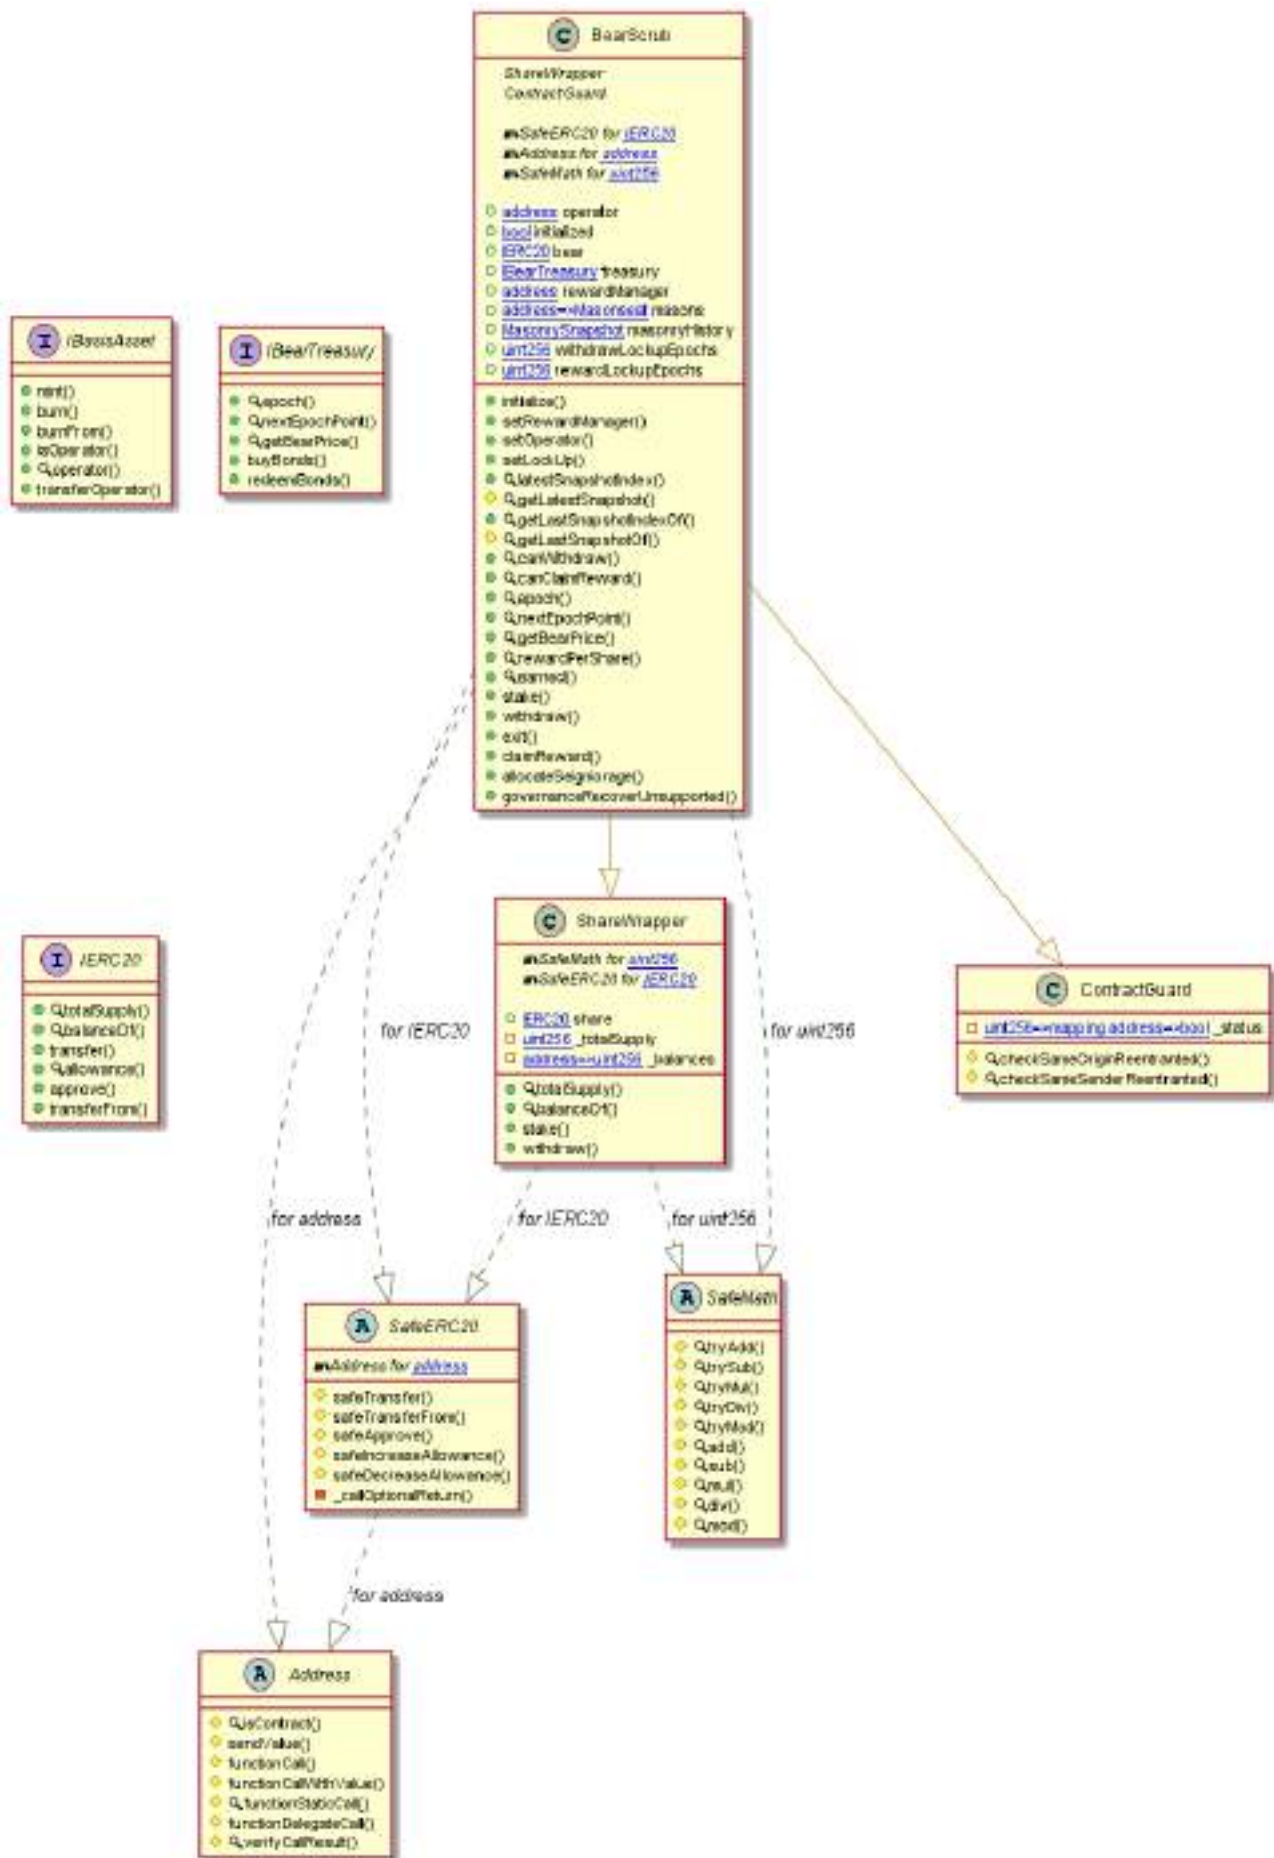 C BearScrub
ShareWrapper
ContractGuard
SafeERC20 for IERC20
Address for address
SafeMath for uint256
address operator
bool initialized
IERC20 bear
IBearTreasury treasury
address rewardManager
address=>Masonseat masons
MasonrySnapshot masonryHistory
uint256 withdrawLockupEpochs
uint256 rewardLockupEpochs
initialize()
setRewardManager()
setOperator()
setLockUp()
latestSnapshotIndex()
getLatestSnapshot()
getLastSnapshotIndexOf()
getLastSnapshotOf()
canWithdraw()
canClaimReward()
epoch()
nextEpochPoint()
getBearPrice()
rewardPerShare()
earned()
stake()
withdraw()
exit()
claimReward()
allocateSeigniorage()
governanceRecoverUnsupported()
I IBasisAsset
mint()
burn()
burnFrom()
isOperator()
operator()
transferOperator()
I IBearTreasury
epoch()
nextEpochPoint()
getBearPrice()
buyBonds()
redeemBonds()
I IERC20
totalSupply()
balanceOf()
transfer()
allowance()
approve()
transferFrom()
for IERC20
C ShareWrapper
SafeMath for uint256
SafeERC20 for IERC20
IERC20 share
uint256 _totalSupply
address=>uint256 _balances
totalSupply()
balanceOf()
stake()
withdraw()
for uint256
C ContractGuard
uint256=>mapping address=>bool _status
checkSameOriginReentranted()
checkSameSenderReentranted()
for address
for IERC20
for uint256
A SafeERC20
Address for address
safeTransfer()
safeTransferFrom()
safeApprove()
safeIncreaseAllowance()
safeDecreaseAllowance()
_callOptionalReturn()
A SafeMath
tryAdd()
trySub()
tryMul()
tryDiv()
tryMod()
add()
sub()
mul()
div()
mod()
for address
A Address
isContract()
sendValue()
functionCall()
functionCallWithValue()
functionStaticCall()
functionDelegateCall()
verifyCallResult()